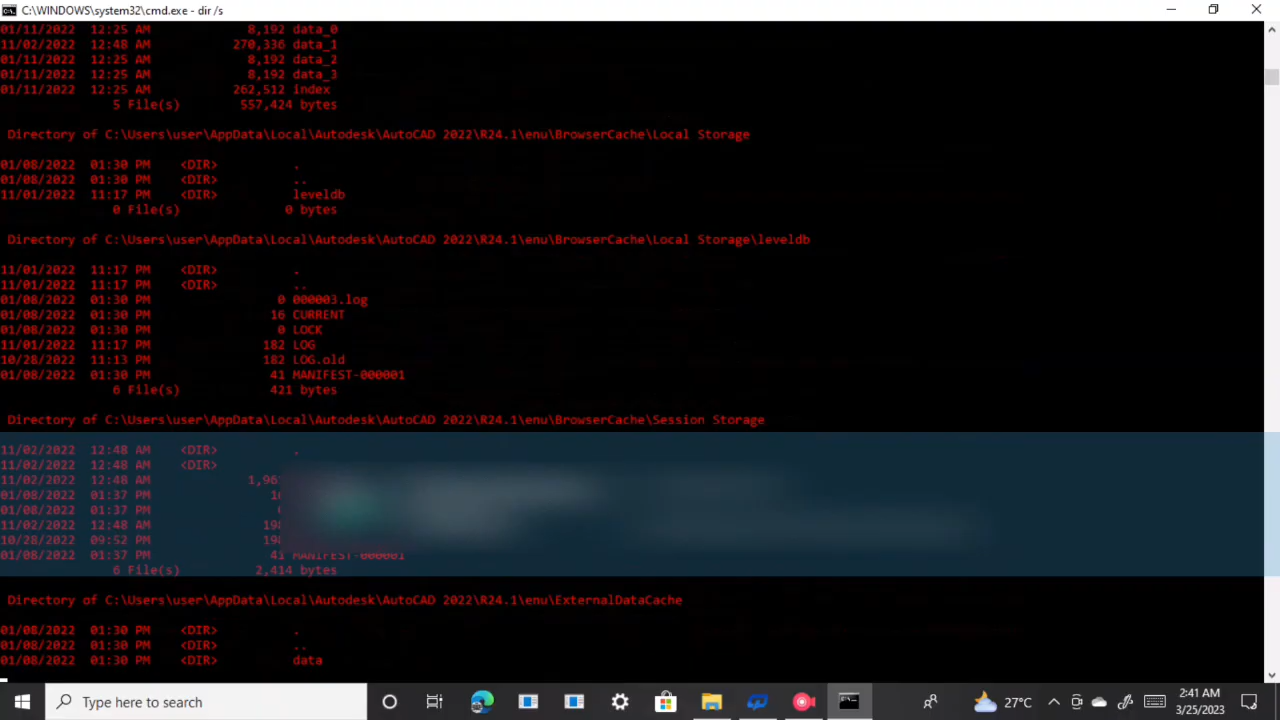 C:\WINDOWS\system32\cmd.exe - dir /s
01/11/2022 12:25 AM 8,192 data_0
11/02/2022 12:48 AM 270,336 data_1
01/11/2022 12:25 AM 8,192 data_2
01/11/2022 12:25 AM 8,192 data_3
01/11/2022 12:25 AM 262,512 index
5 File(s) 557,424 bytes
Directory of C:\Users\user\AppData\Local\Autodesk\AutoCAD 2022\R24.1\enu\BrowserCache\Local Storage
01/08/2022 01:30 PM <DIR> .
01/08/2022 01:30 PM <DIR> ..
11/01/2022 11:17 PM <DIR> leveldb
0 File(s) 0 bytes
Directory of C:\Users\user\AppData\Local\Autodesk\AutoCAD 2022\R24.1\enu\BrowserCache\Local Storage\leveldb
11/01/2022 11:17 PM <DIR> .
11/01/2022 11:17 PM <DIR> ..
01/08/2022 01:30 PM 0 000003.log
01/08/2022 01:30 PM 16 CURRENT
01/08/2022 01:30 PM 0 LOCK
11/01/2022 11:17 PM 182 LOG
10/28/2022 11:13 PM 182 LOG.old
01/08/2022 01:30 PM 41 MANIFEST-000001
6 File(s) 421 bytes
Directory of C:\Users\user\AppData\Local\Autodesk\AutoCAD 2022\R24.1\enu\BrowserCache\Session Storage
11/02/2022 12:48 AM <DIR> .
11/02/2022 12:48 AM <DIR>
11/02/2022 12:48 AM
01/08/2022 01:37 PM
01/08/2022 01:37 PM
11/02/2022 12:48 AM
10/28/2022 09:52 PM
01/08/2022 01:37 PM 41 MANIFEST-000001
6 File(s) 2,414 bytes
Directory of C:\Users\user\AppData\Local\Autodesk\AutoCAD 2022\R24.1\enu\ExternalDataCache
01/08/2022 01:30 PM <DIR> .
01/08/2022 01:30 PM <DIR> ..
01/08/2022 01:30 PM <DIR> data
Type here to search
27°C
2:41 AM
3/25/2023